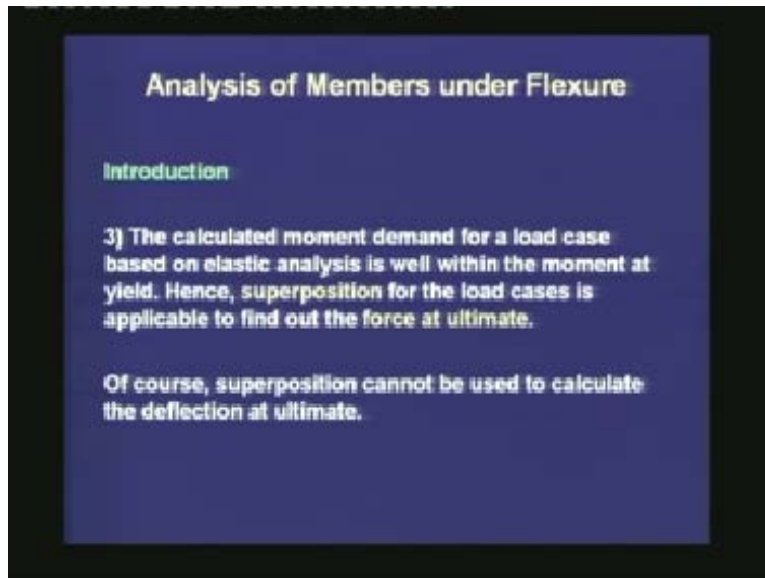 Analysis of Members under Flexure
Introduction
3) The calculated moment demand for a load case
based on elastic analysis is well within the moment at
yield. Hence, superposition for the load cases is
applicable to find out the force at ultimate.
Of course, superposition cannot be used to calculate
the deflection at ultimate.